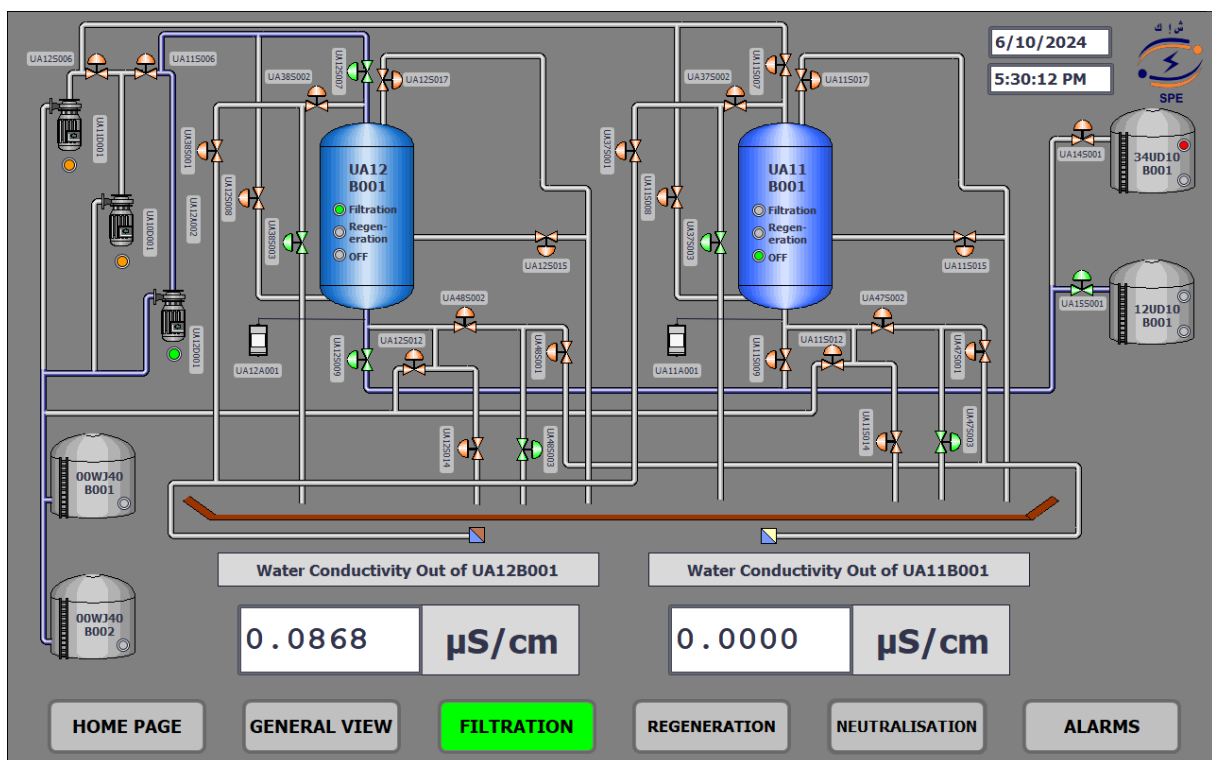 ش إ ك
SPE
6/10/2024
5:30:12 PM
UA12S006
UA11S006
UA11D001
UA10D001
UA12A002
UA12D001
UA38S002
UA12S007
UA12S017
UA38S001
UA12S008
UA38S003
UA12
B001
Filtration
Regen-
eration
OFF
UA12S015
UA48S002
UA12A001
UA12S009
UA12S012
UA48S001
UA12S014
UA48S003
UA37S002
UA11S007
UA11S017
UA37S001
UA11S008
UA37S003
UA11
B001
Filtration
Regen-
eration
OFF
UA11S015
UA47S002
UA11A001
UA11S009
UA11S012
UA47S001
UA11S014
UA47S003
UA14S001
34UD10
B001
UA15S001
12UD10
B001
00WJ40
B001
00WJ40
B002
Water Conductivity Out of UA12B001
Water Conductivity Out of UA11B001
0.0868
µS/cm
0.0000
µS/cm
HOME PAGE
GENERAL VIEW
FILTRATION
REGENERATION
NEUTRALISATION
ALARMS